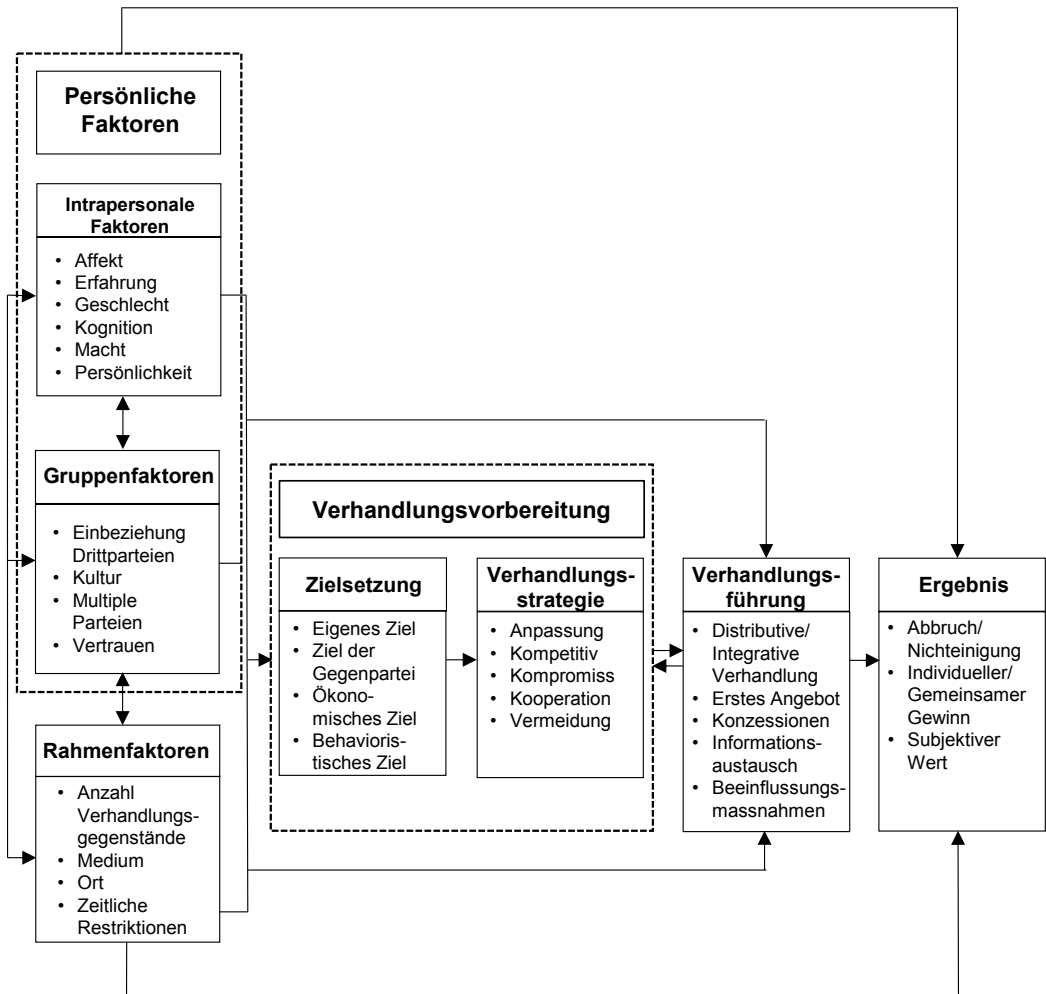 Persönliche
Faktoren
Intrapersonale
Faktoren
• Affekt
• Erfahrung
• Geschlecht
• Kognition
• Macht
• Persönlichkeit
Gruppenfaktoren
• Einbeziehung
Drittparteien
• Kultur
• Multiple
Parteien
• Vertrauen
Rahmenfaktoren
• Anzahl
Verhandlungs-
gegenstände
• Medium
• Ort
• Zeitliche
Restriktionen
Verhandlungsvorbereitung
Zielsetzung
• Eigenes Ziel
• Ziel der
Gegenpartei
• Ökono-
misches Ziel
• Behavioris-
tisches Ziel
Verhandlungs-
strategie
• Anpassung
• Kompetitiv
• Kompromiss
• Kooperation
• Vermeidung
Verhandlungs-
führung
• Distributive/
Integrative
Verhandlung
• Erstes Angebot
• Konzessionen
• Informations-
austausch
• Beeinflussungs-
massnahmen
Ergebnis
• Abbruch/
Nichteinigung
• Individueller/
Gemeinsamer
Gewinn
• Subjektiver
Wert